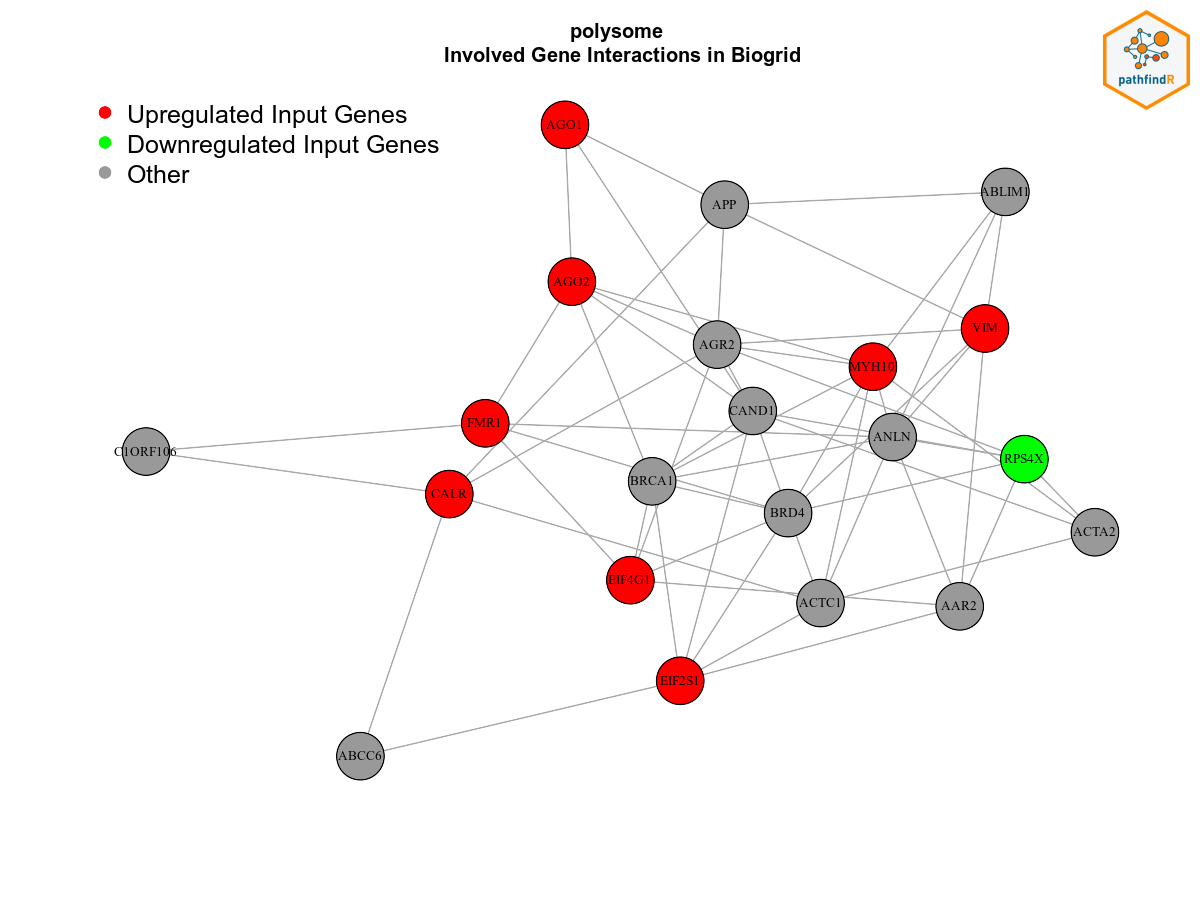 polysome
Involved Gene Interactions in Biogrid
pathfindR
Upregulated Input Genes
Downregulated Input Genes
Other
AGO1
APP
ABLIM1
AGO2
VIM
AGR2
MYH10
CAND1
FMR1
ANLN
C1ORF106
RPS4X
BRCA1
CALR
BRD4
ACTA2
EIF4G1
ACTC1
AAR2
EIF2S1
ABCC6